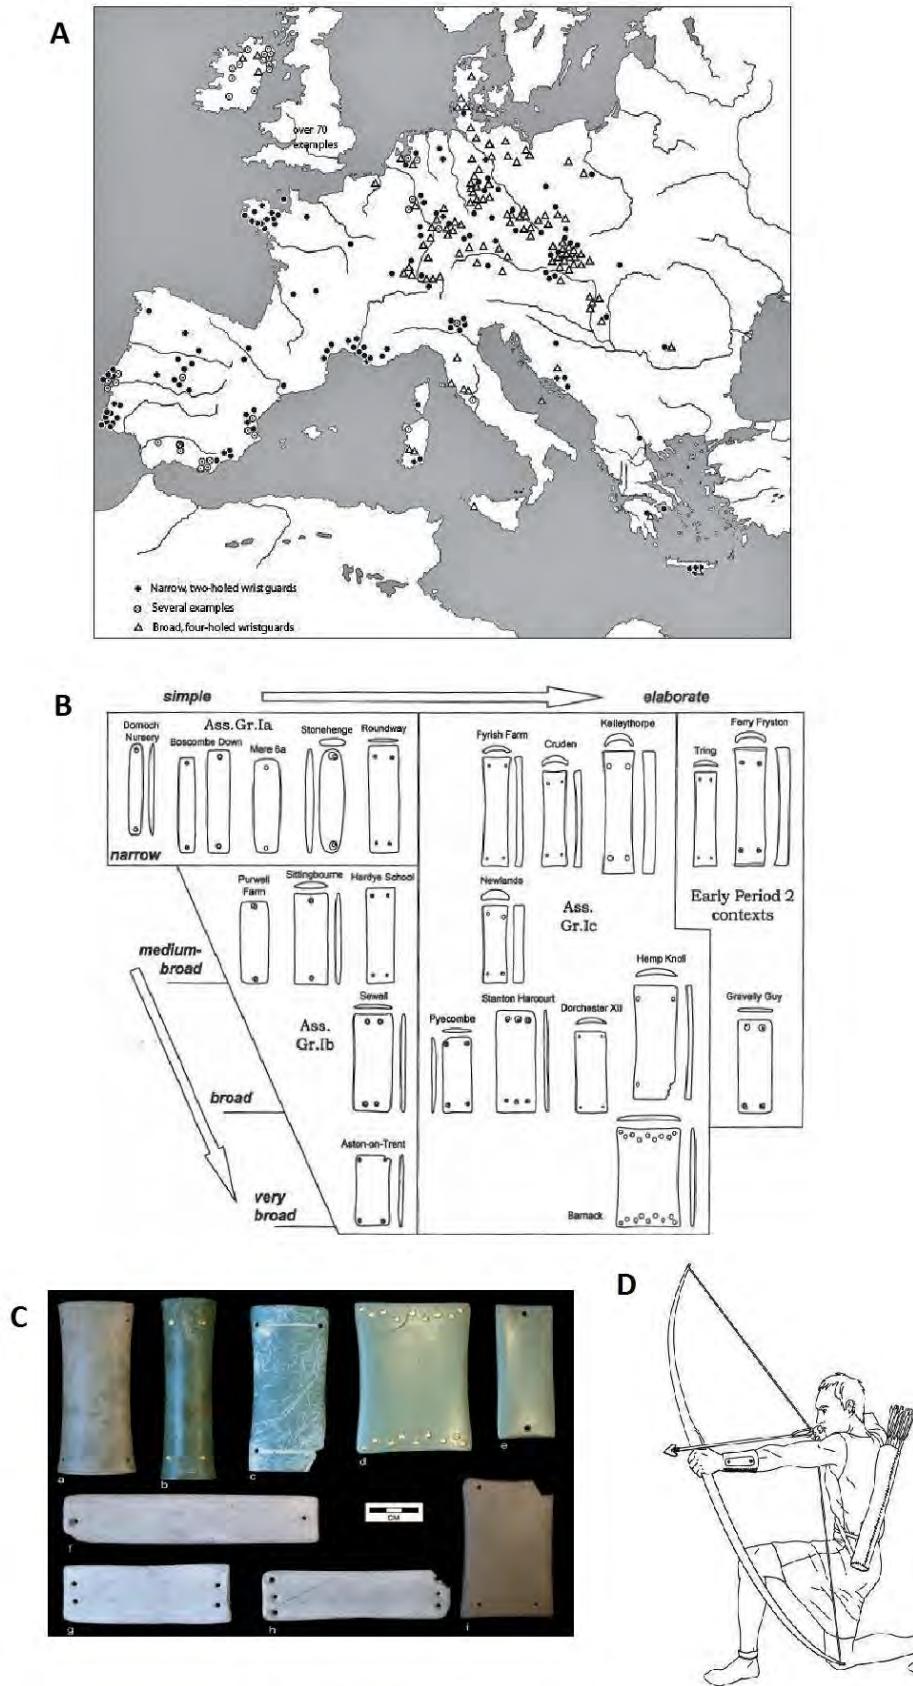 A
over 70
examples
Narrow, two-holed wristguards
Several examples
Broad, four-holed wristguards
B
simple
elaborate
Ass.Gr.Ia
Dornoch
Nursery
Boscombe Down
Mere 6a
Stonehenge
Roundway
narrow
Fyrish Farm
Cruden
Kelleythorpe
Tring
Ferry Fryston
Purwell
Farm
Sittingbourne
Hardye School
Newlands
Ass.
Gr.Ic
Early Period 2
contexts
medium-
broad
Hemp Knoll
Sewell
Ass.
Gr.Ib
Pyecombe
Stanton Harcourt
Dorchester XII
Gravelly Guy
broad
Aston-on-Trent
very
broad
Barnack
C
a
b
c
d
e
f
CM
g
h
i
D